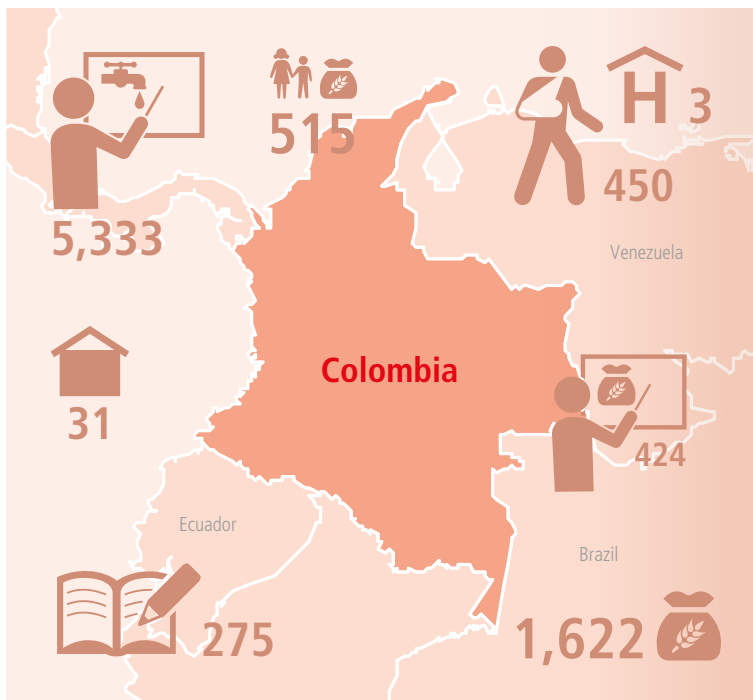 515
H 3
450
5,333
Venezuela
Colombia
31
424
Ecuador
Brazil
275
1,622